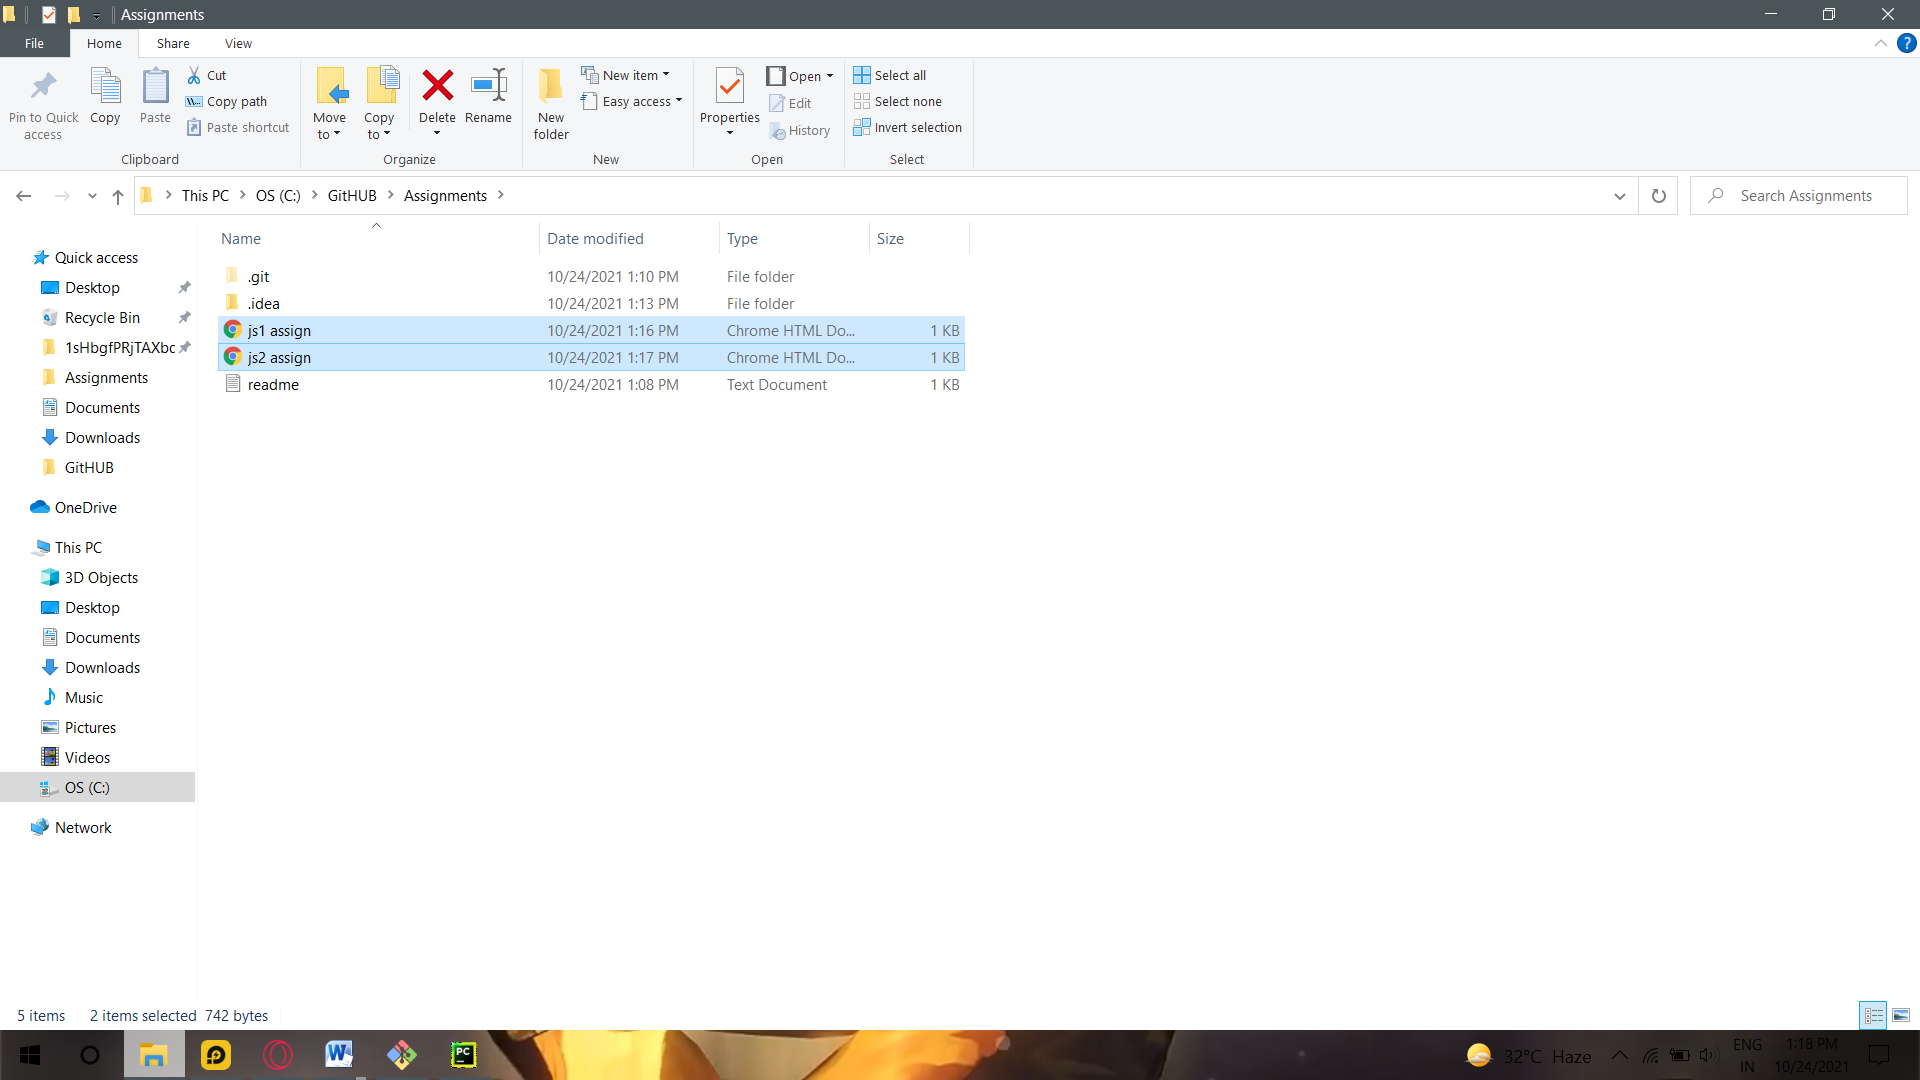 Assignments
File Home Share View
Pin to Quick access
Copy
Paste
Cut
Copy path
Paste shortcut
Clipboard
Move to
Copy to
Delete
Rename
Organize
New folder
New item
Easy access
New
Properties
Open
Edit
History
Open
Select all
Select none
Invert selection
Select
This PC OS (C:) GitHUB Assignments
Search Assignments
Name Date modified Type Size
.git 10/24/2021 1:10 PM File folder
.idea 10/24/2021 1:13 PM File folder
js1 assign 10/24/2021 1:16 PM Chrome HTML Do... 1 KB
js2 assign 10/24/2021 1:17 PM Chrome HTML Do... 1 KB
readme 10/24/2021 1:08 PM Text Document 1 KB
Quick access
Desktop
Recycle Bin
Assignments
Documents
Downloads
GitHUB
OneDrive
This PC
3D Objects
Desktop
Documents
Downloads
Music
Pictures
Videos
OS (C:)
Network
5 items 2 items selected 742 bytes
PC
32°C Haze
ENG
IN
1:18 PM
10/24/2021